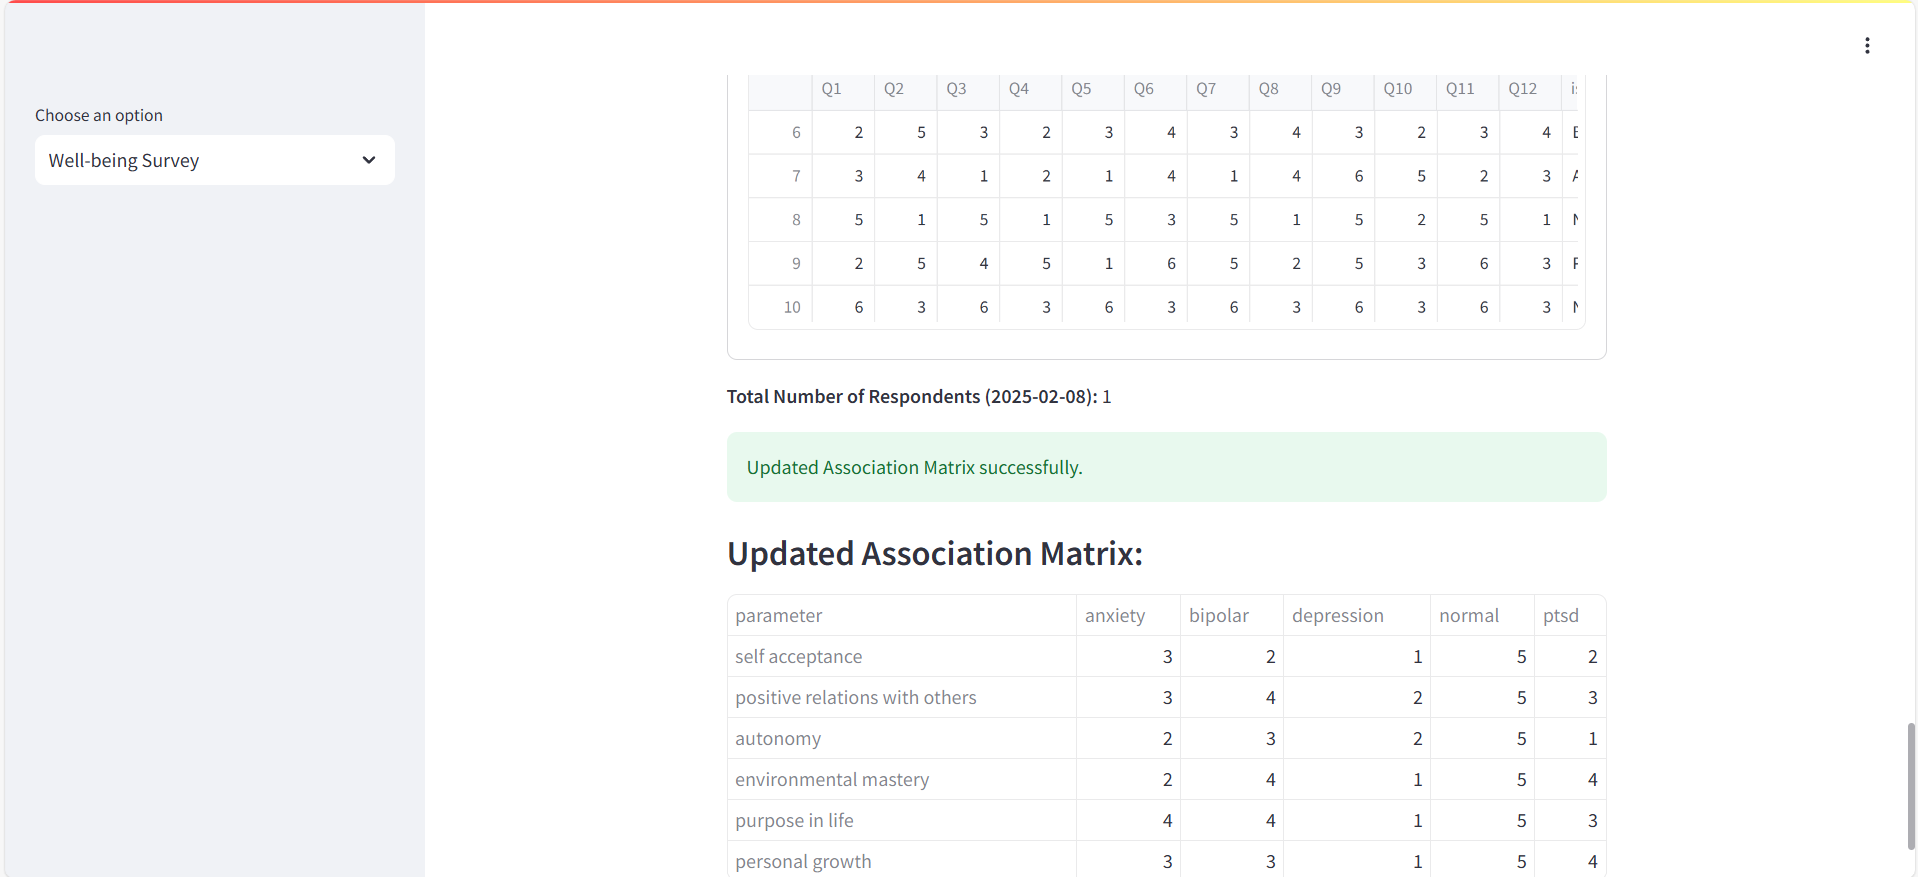 Choose an option
Well-being Survey
Q1 Q2 Q3 Q4 Q5 Q6 Q7 Q8 Q9 Q10 Q11 Q12
6 2 5 3 2 3 4 3 4 3 2 3 4
7 3 4 1 2 1 4 1 4 6 5 2 3
8 5 1 5 1 5 3 5 1 5 2 5 1
9 2 5 4 5 1 6 5 2 5 3 6 3
10 6 3 6 3 6 3 6 3 6 3 6 3
Total Number of Respondents (2025-02-08): 1
Updated Association Matrix successfully.
Updated Association Matrix:
parameter anxiety bipolar depression normal ptsd
self acceptance 3 2 1 5 2
positive relations with others 3 4 2 5 3
autonomy 2 3 2 5 1
environmental mastery 2 4 1 5 4
purpose in life 4 4 1 5 3
personal growth 3 3 1 5 4